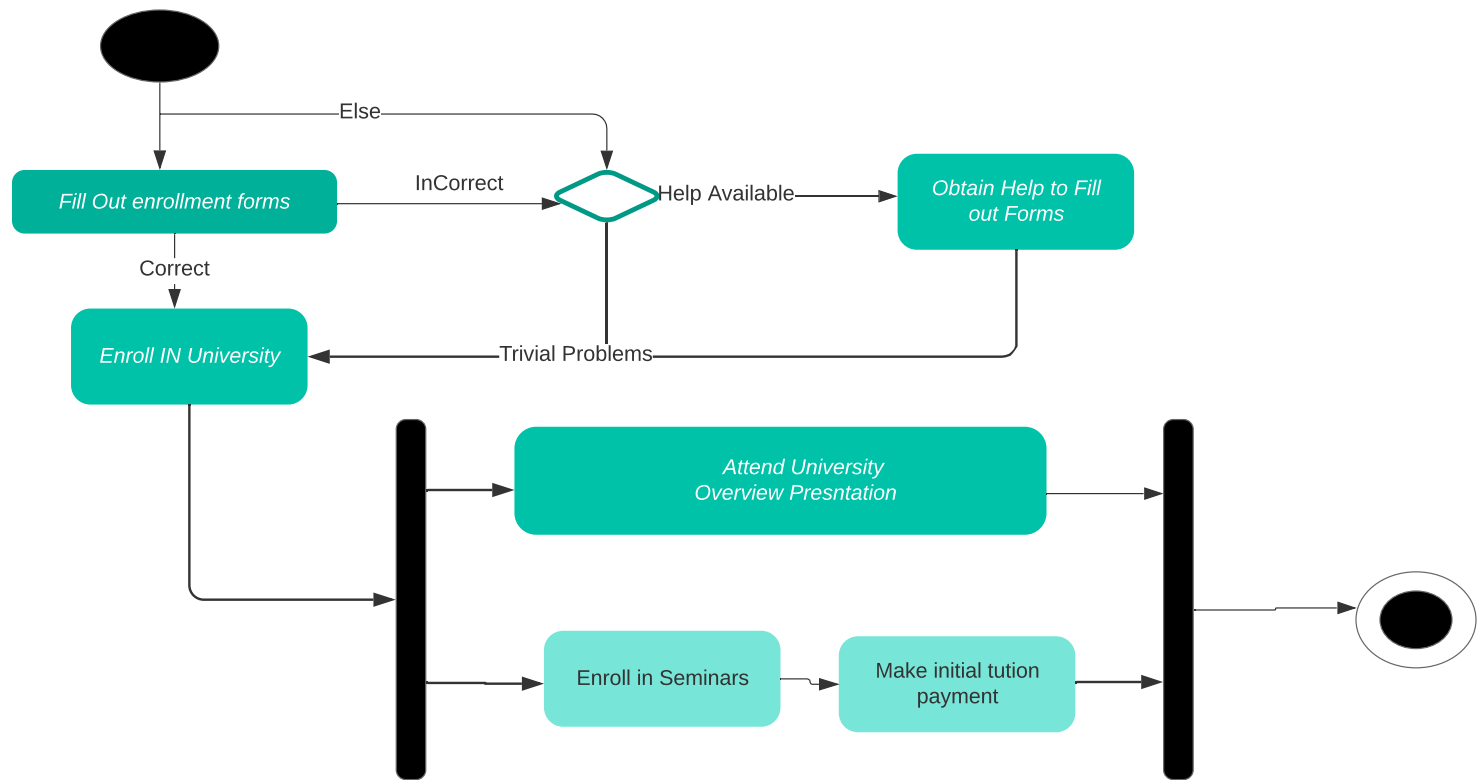 Else
Fill Out enrollment forms
InCorrect
Help Available
Obtain Help to Fill
out Forms
Correct
Enroll IN University
Trivial Problems
Attend University
Overview Presntation
Enroll in Seminars
Make initial tution
payment